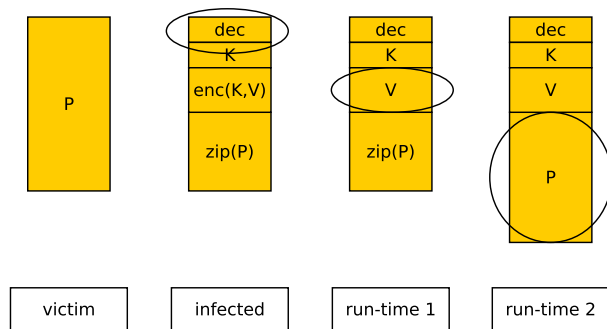 P
dec
K
enc(K,V)
zip(P)
dec
K
V
zip(P)
dec
K
V
P
victim
infected
run-time 1
run-time 2